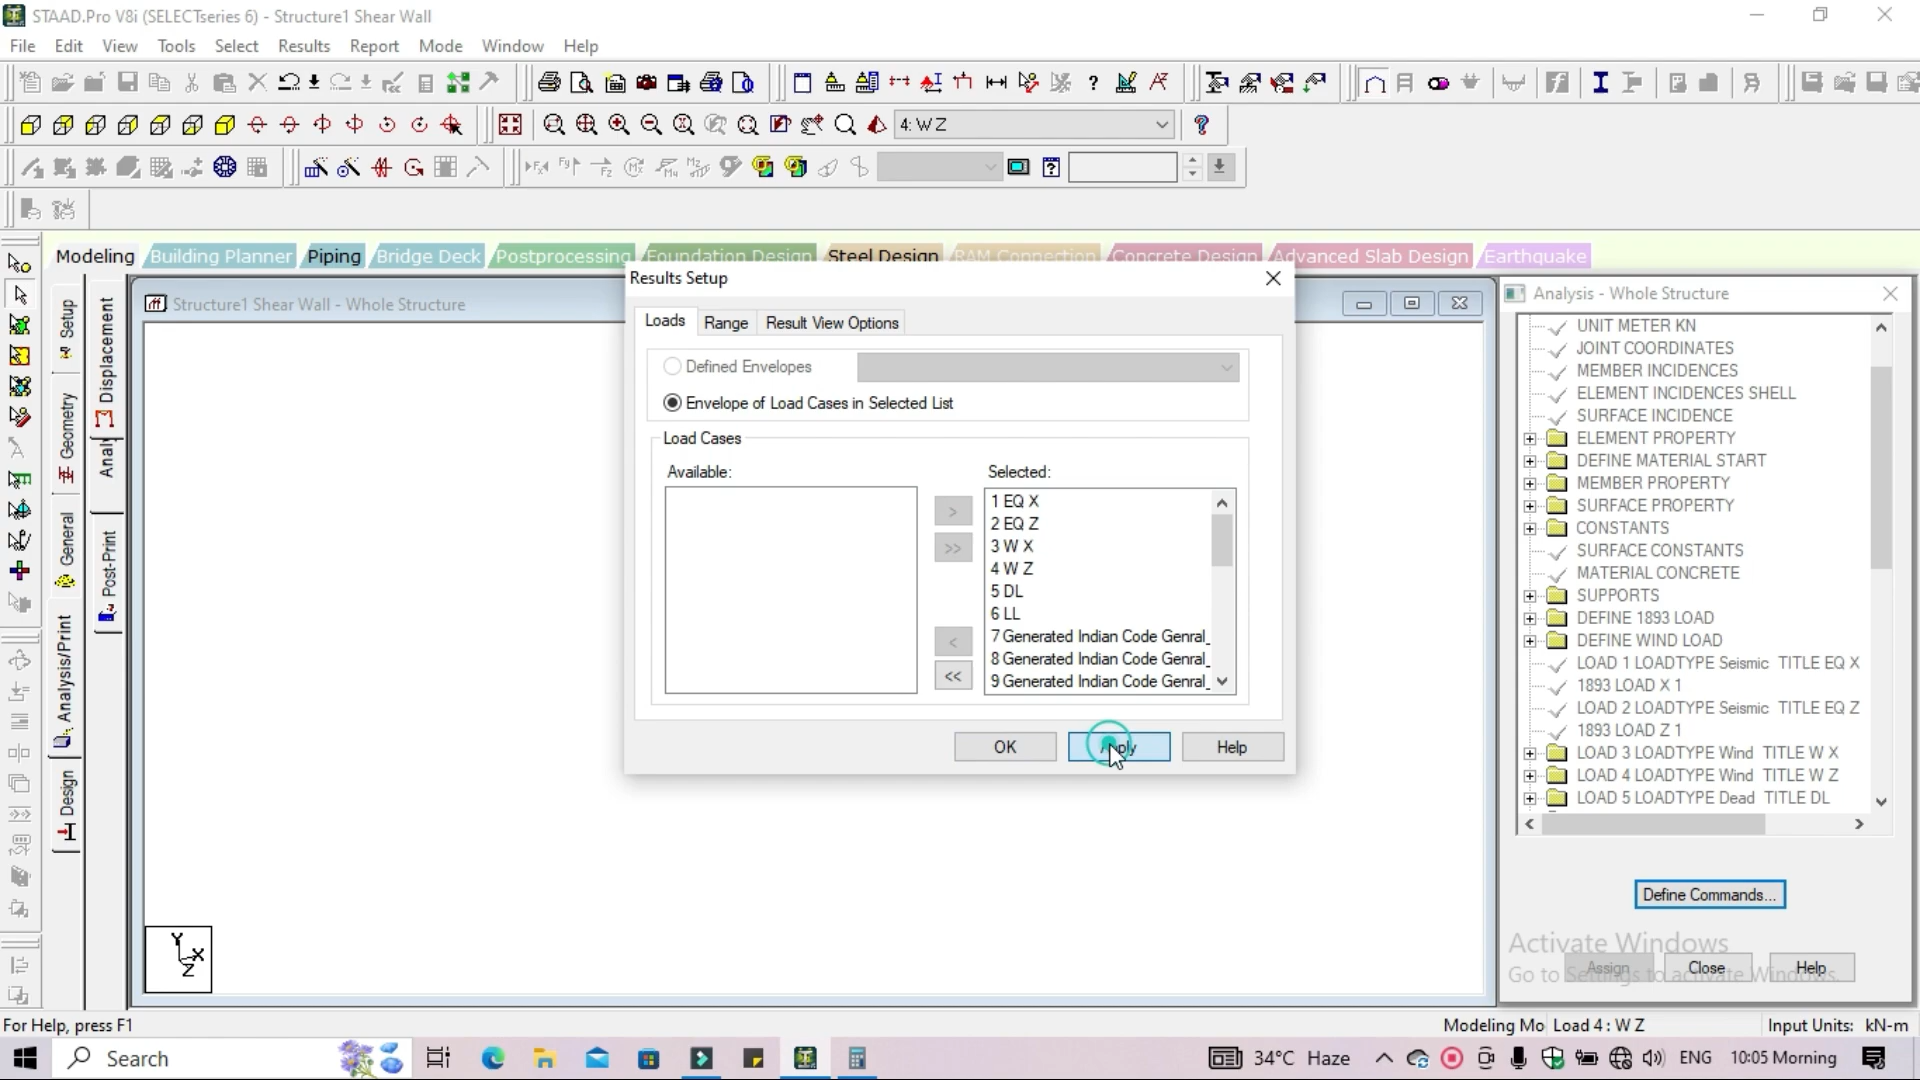 STAAD.Pro V8i (SELECTseries 6) - Structure1 Shear Wall
File Edit View Tools Select Results Report Mode Window Help
4: W Z
Modeling Building Planner Piping Bridge Deck Postprocessing Foundation Design Steel Design RAM Connection Concrete Design Advanced Slab Design Earthquake
Setup
Geometry
General
Analysis/Print
Design
Displacement
Anal
Post-Print
Structure1 Shear Wall - Whole Structure
Results Setup
Loads Range Result View Options
Defined Envelopes
Envelope of Load Cases in Selected List
Load Cases
Available: Selected:
1 EQ X
2 EQ Z
3 W X
4 W Z
5 DL
6 LL
7 Generated Indian Code Genral_
8 Generated Indian Code Genral_
9 Generated Indian Code Genral_
> >> < <<
OK Apply Help
Analysis - Whole Structure
UNIT METER KN
JOINT COORDINATES
MEMBER INCIDENCES
ELEMENT INCIDENCES SHELL
SURFACE INCIDENCE
ELEMENT PROPERTY
DEFINE MATERIAL START
MEMBER PROPERTY
SURFACE PROPERTY
CONSTANTS
SURFACE CONSTANTS
MATERIAL CONCRETE
SUPPORTS
DEFINE 1893 LOAD
DEFINE WIND LOAD
LOAD 1 LOADTYPE Seismic TITLE EQ X
1893 LOAD X 1
LOAD 2 LOADTYPE Seismic TITLE EQ Z
1893 LOAD Z 1
LOAD 3 LOADTYPE Wind TITLE W X
LOAD 4 LOADTYPE Wind TITLE W Z
LOAD 5 LOADTYPE Dead TITLE DL
Define Commands...
Activate Windows
Go to Settings to activate Windows.
Assign Close Help
Y
X
Z
For Help, press F1
Modeling Mo Load 4 : W Z Input Units: kN-m
Search
34°C Haze ENG 10:05 Morning